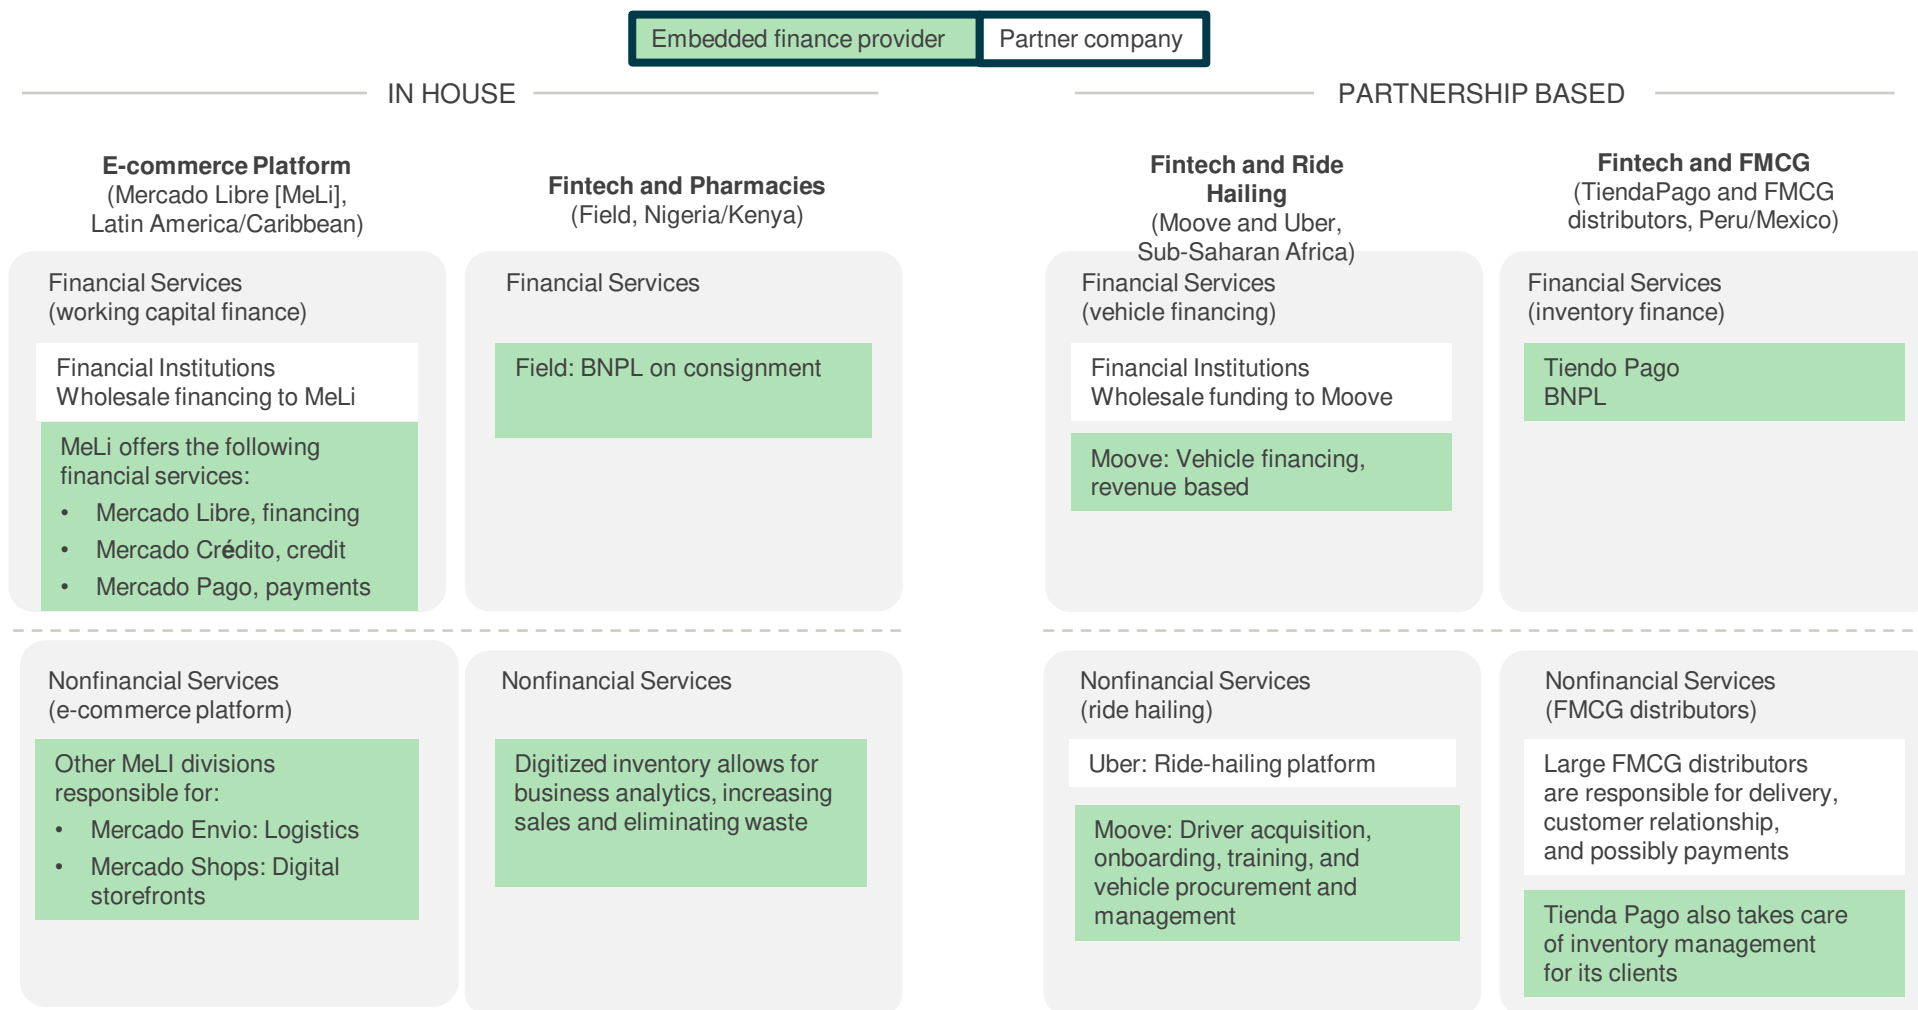 Embedded finance provider
Partner company
IN HOUSE
PARTNERSHIP BASED
E-commerce Platform
(Mercado Libre [MeLi],
Latin America/Caribbean)
Fintech and Pharmacies
(Field, Nigeria/Kenya)
Fintech and Ride
Hailing
(Moove and Uber,
Sub-Saharan Africa)
Fintech and FMCG
(TiendaPago and FMCG
distributors, Peru/Mexico)
Financial Services
(working capital finance)
Financial Institutions
Wholesale financing to MeLi
MeLi offers the following
financial services:
• Mercado Libre, financing
• Mercado Crédito, credit
• Mercado Pago, payments
Financial Services
Field: BNPL on consignment
Financial Services
(vehicle financing)
Financial Institutions
Wholesale funding to Moove
Moove: Vehicle financing,
revenue based
Financial Services
(inventory finance)
Tiendo Pago
BNPL
Nonfinancial Services
(e-commerce platform)
Other MeLI divisions
responsible for:
• Mercado Envio: Logistics
• Mercado Shops: Digital
storefronts
Nonfinancial Services
Digitized inventory allows for
business analytics, increasing
sales and eliminating waste
Nonfinancial Services
(ride hailing)
Uber: Ride-hailing platform
Moove: Driver acquisition,
onboarding, training, and
vehicle procurement and
management
Nonfinancial Services
(FMCG distributors)
Large FMCG distributors
are responsible for delivery,
customer relationship,
and possibly payments
Tienda Pago also takes care
of inventory management
for its clients